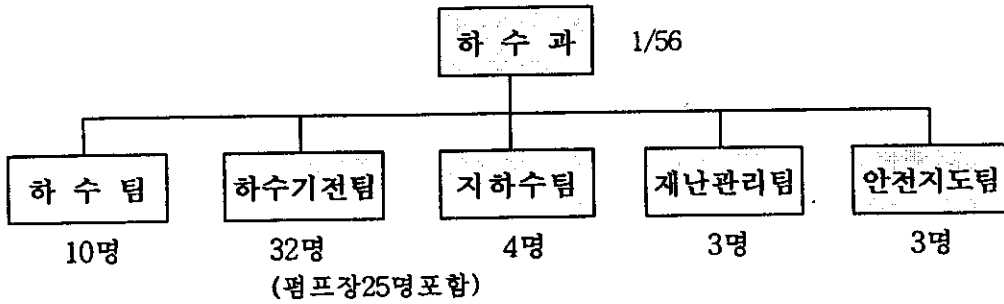 하 수 과 1/56
하 수 팀 하수기전팀 지하수팀 재난관리팀 안전지도팀
10명 32명 4명 3명 3명
(펌프장25명포함)